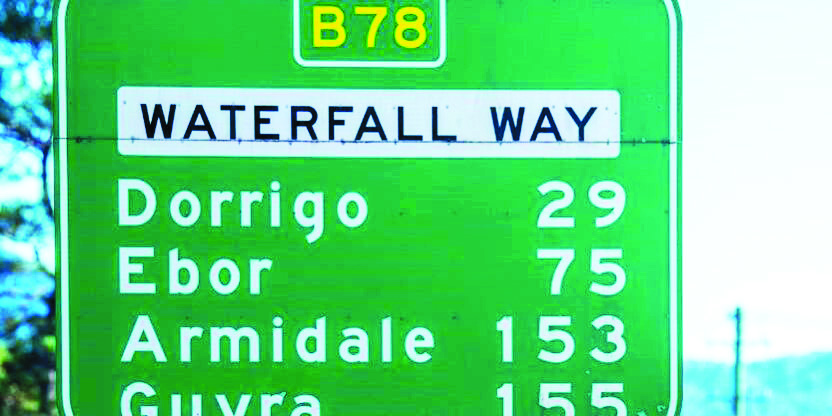 B78
WATERFALL WAY
Dorrigo 29
Ebor 75
Armidale 153
Guyra 155